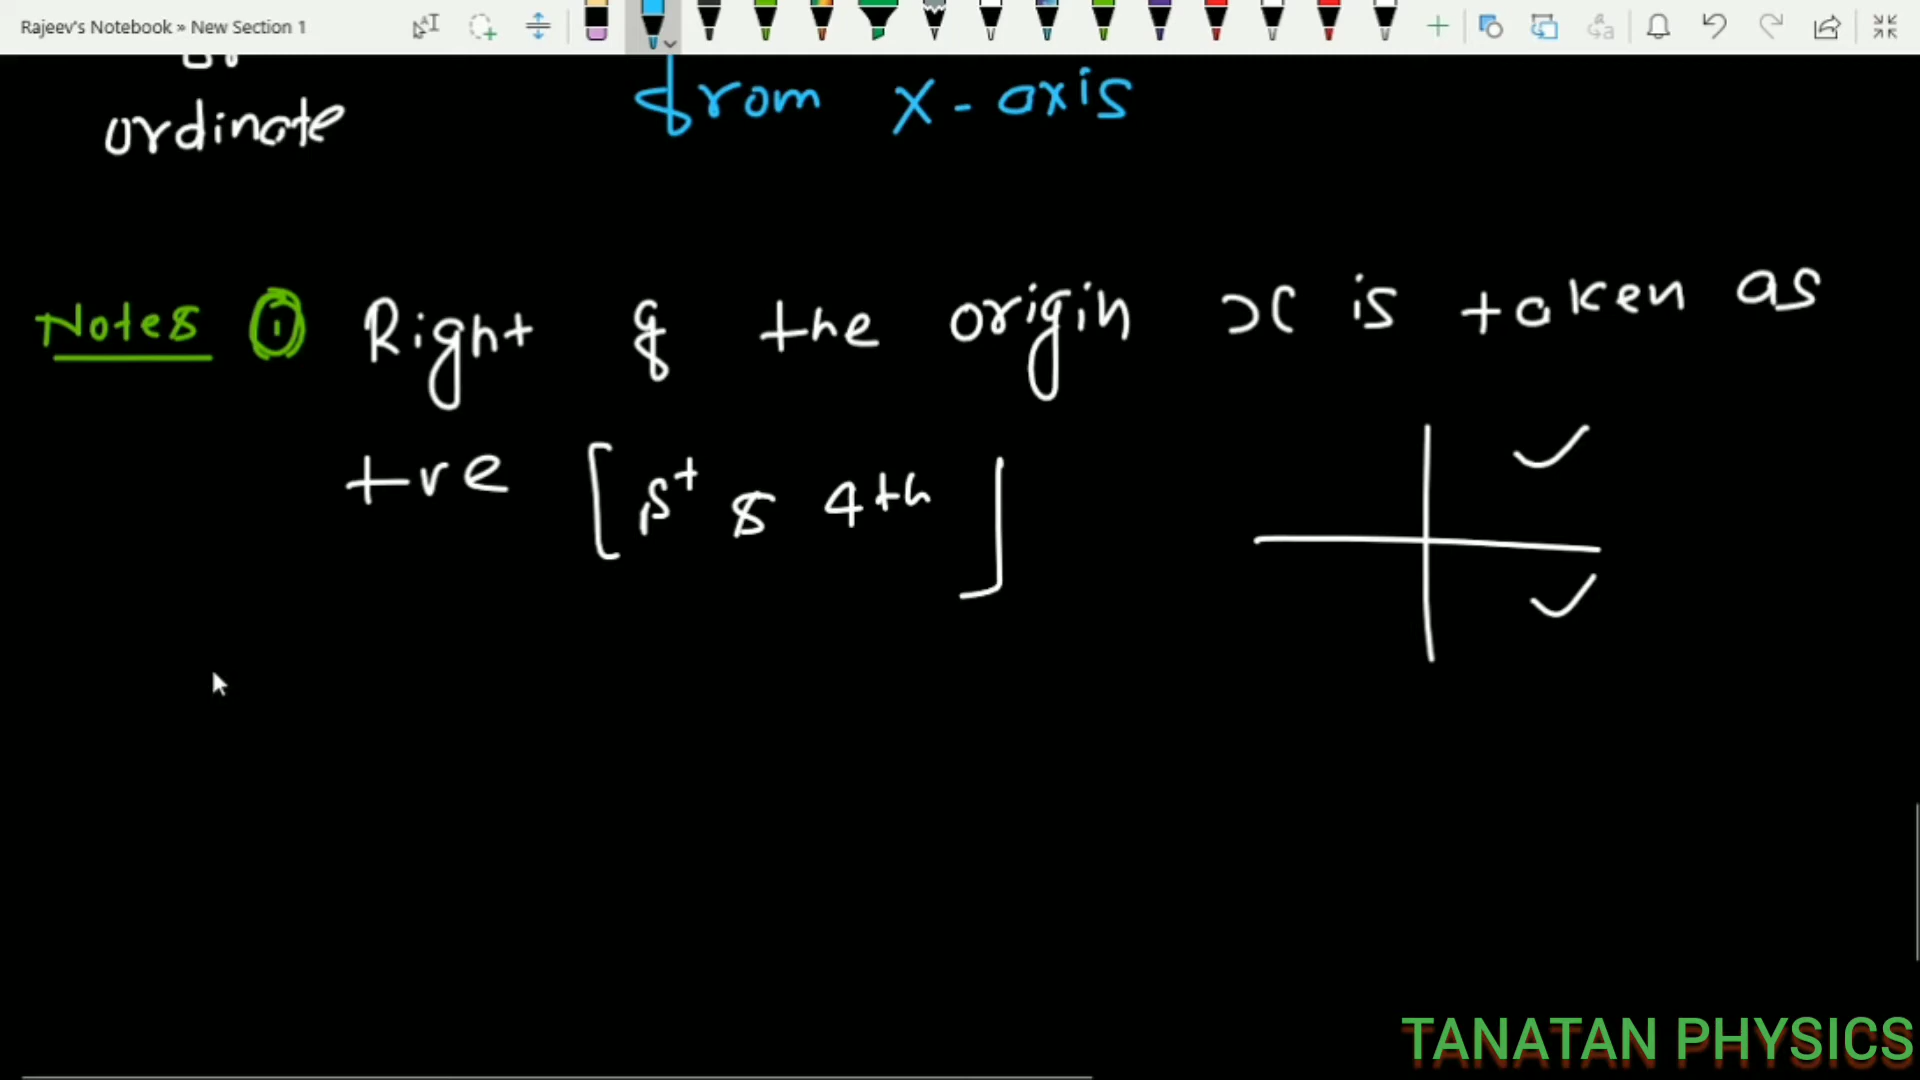 Rajeev's Notebook » New Section 1
or
ordinate
from X-axis
Notes ① Right of the origin x is taken as
+ve [1st & 4th]
TANATAN PHYSICS